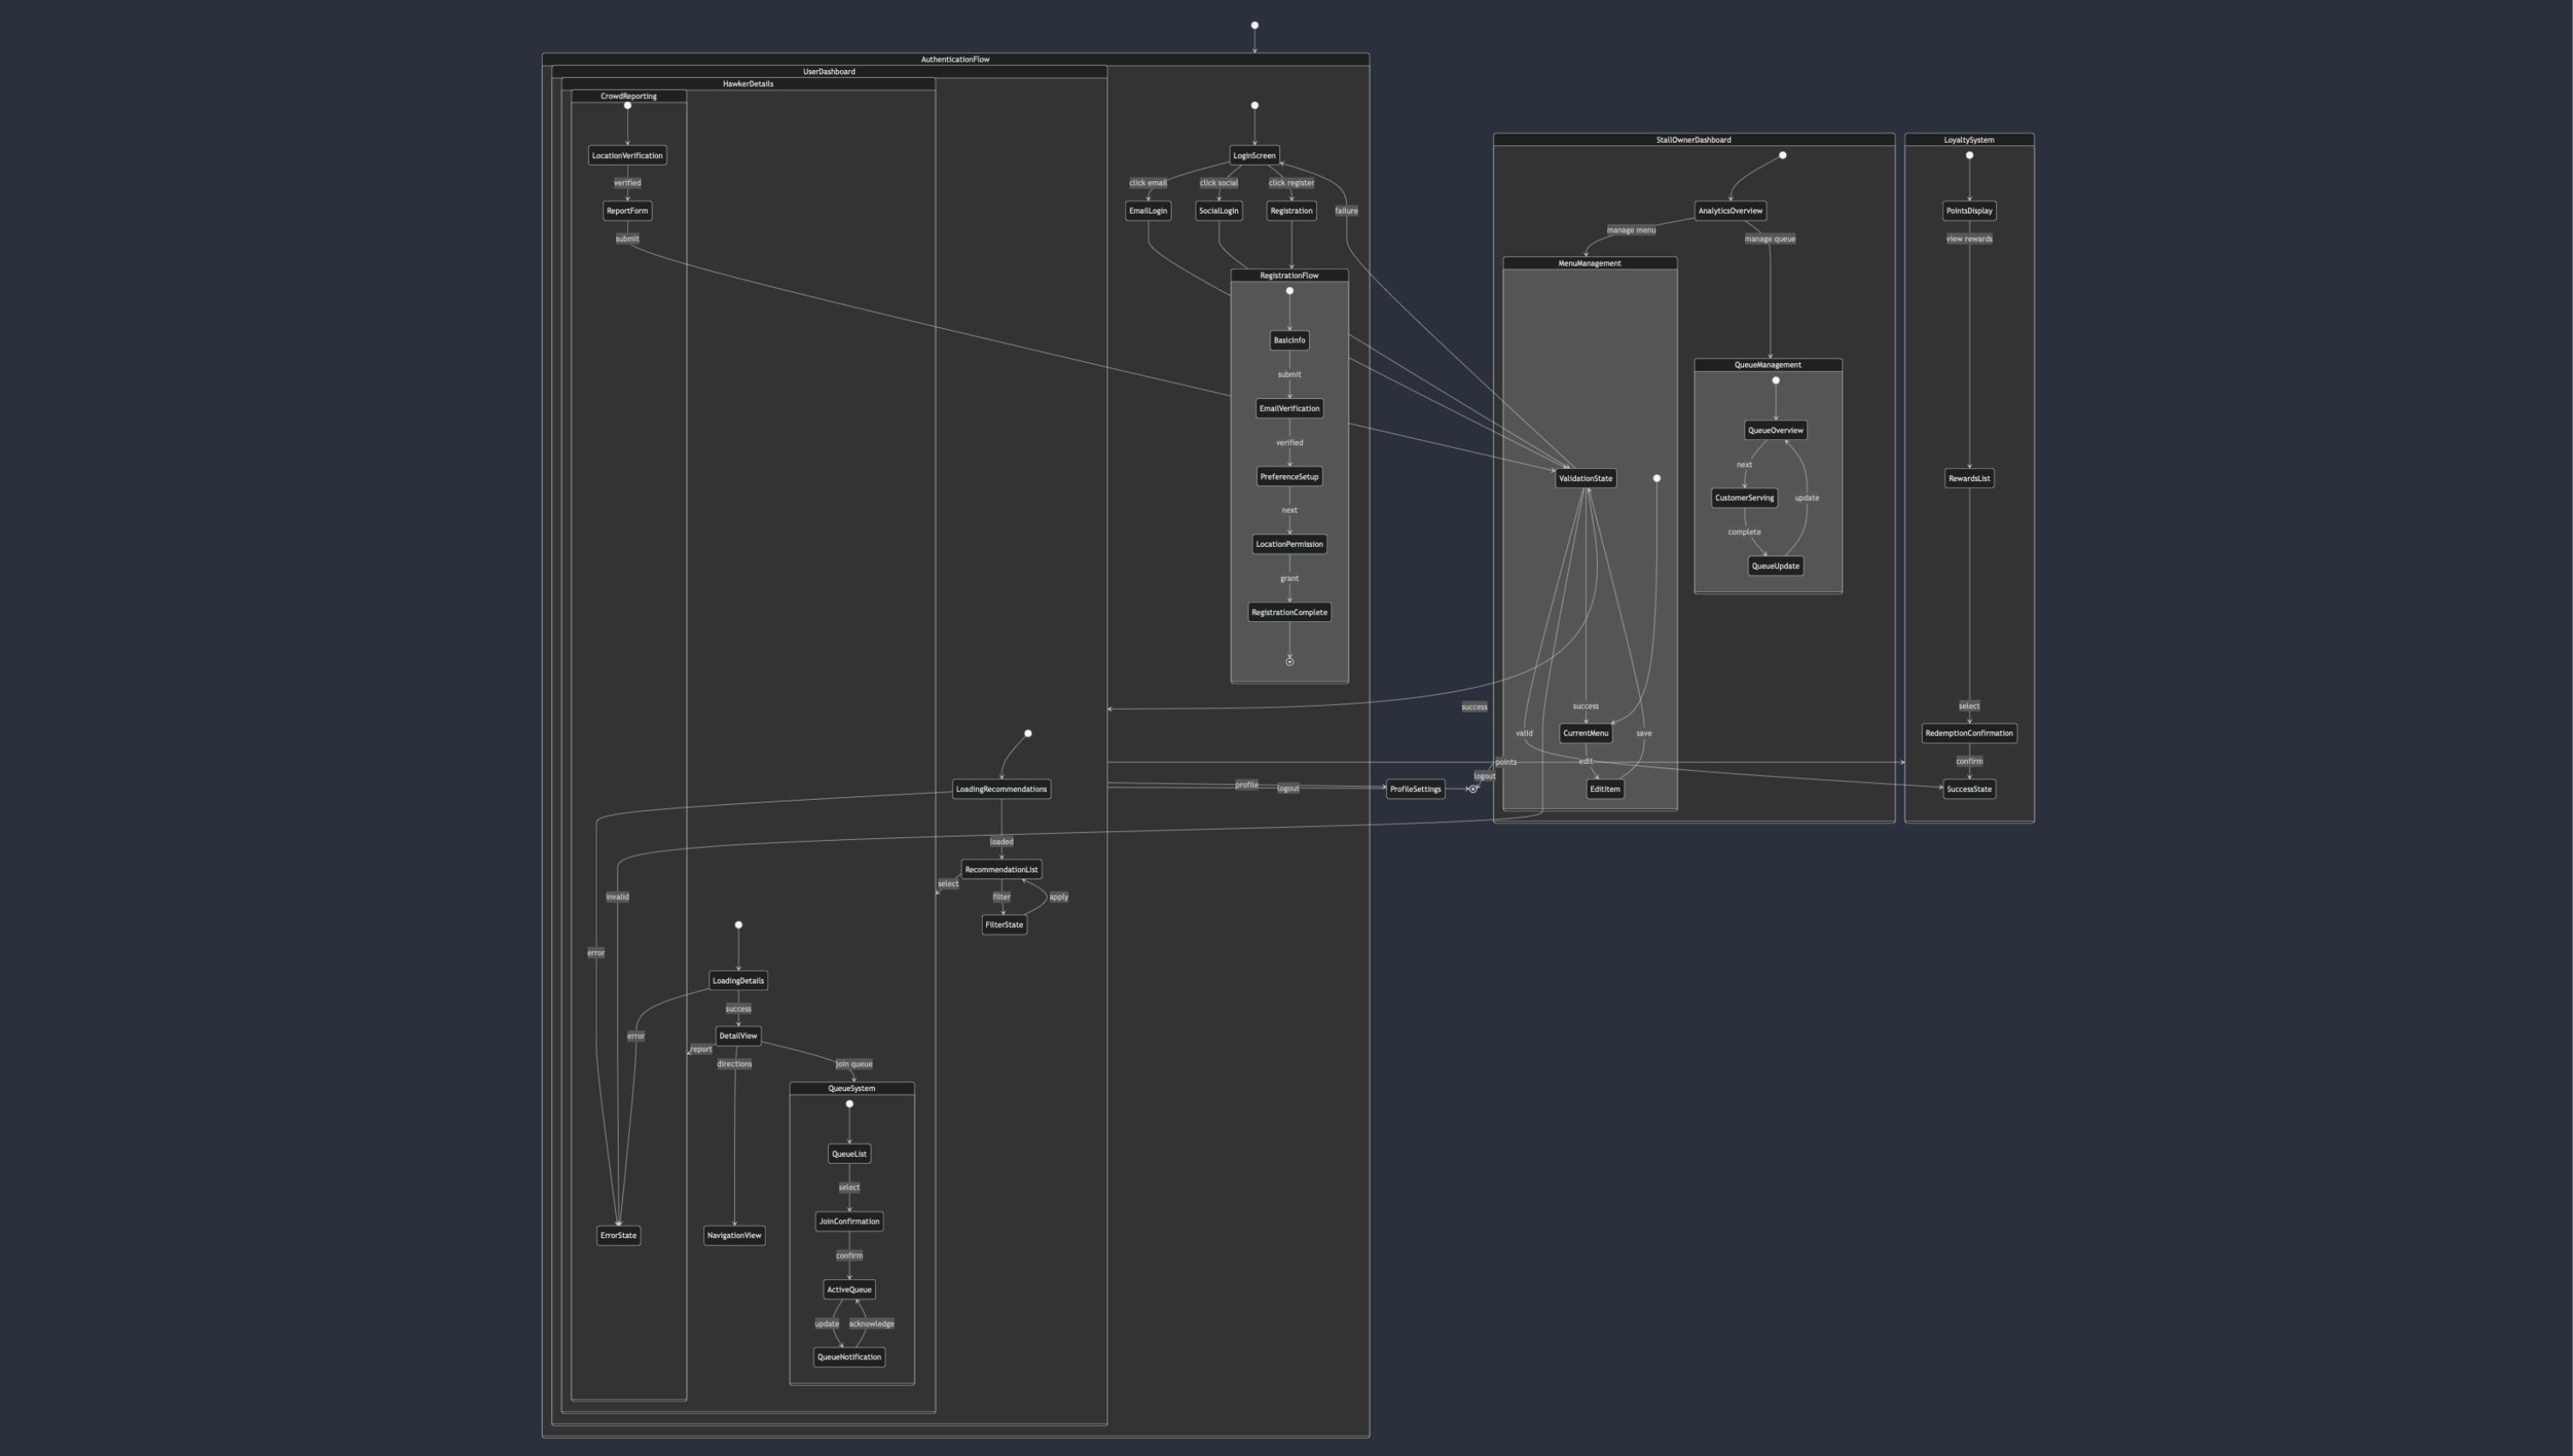 AuthenticationFlow
UserDashboard
HawkerDetails
CrowdReporting
LocationVerification
verified
ReportForm
submit
LoginScreen
click email
click social
click register
EmailLogin
SocialLogin
Registration
failure
RegistrationFlow
BasicInfo
submit
EmailVerification
verified
PreferenceSetup
next
LocationPermission
grant
RegistrationComplete
StallOwnerDashboard
AnalyticsOverview
manage menu
manage queue
MenuManagement
ValidationState
success
valid
success
CurrentMenu
save
edit
EditItem
QueueManagement
QueueOverview
next
CustomerServing
update
complete
QueueUpdate
LoyaltySystem
PointsDisplay
view rewards
RewardsList
select
RedemptionConfirmation
confirm
SuccessState
points
logout
profile
logout
ProfileSettings
LoadingRecommendations
loaded
RecommendationList
select
filter
apply
FilterState
invalid
error
LoadingDetails
success
error
DetailView
report
directions
join queue
QueueSystem
QueueList
select
JoinConfirmation
confirm
ActiveQueue
update
acknowledge
QueueNotification
ErrorState
NavigationView